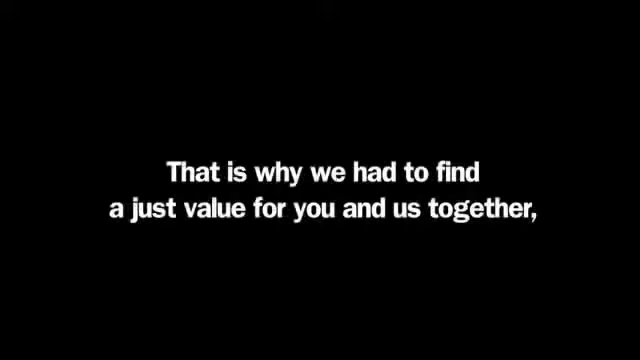 That is why we had to find
a just value for you and us together,